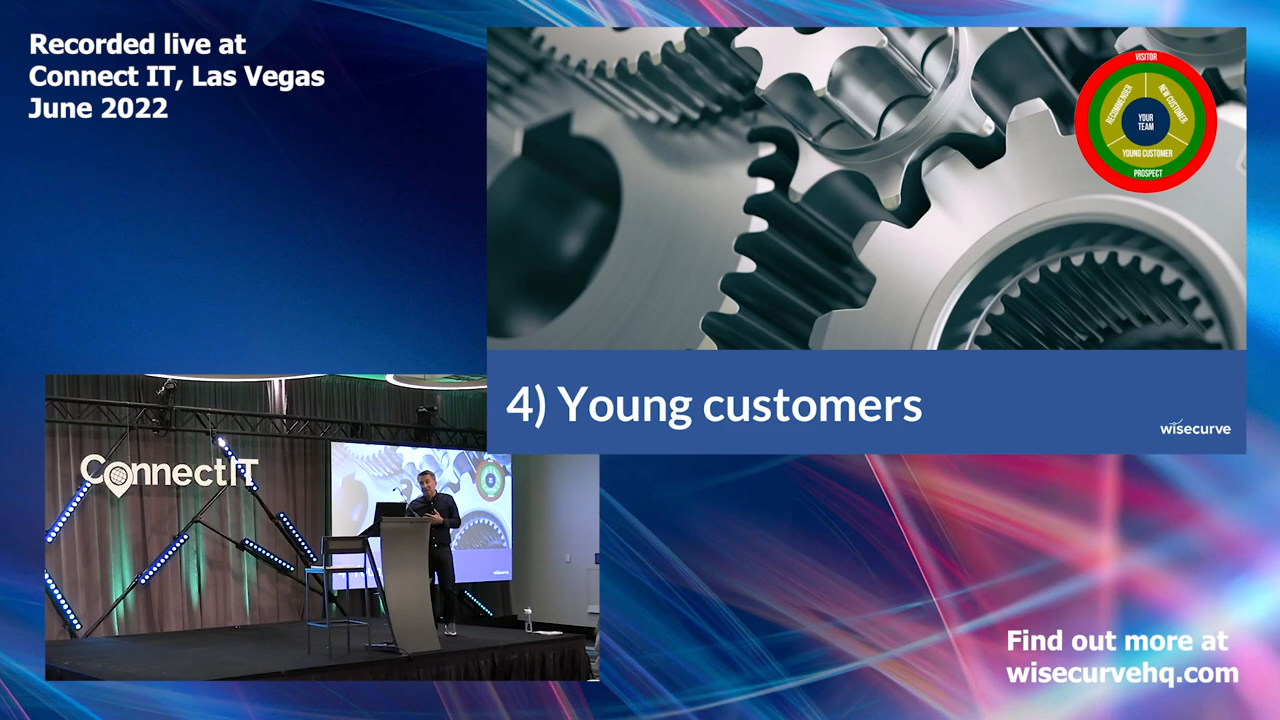 Recorded live at
Connect IT, Las Vegas
June 2022
VISITOR
RECOMMENDER
NEW CUSTOMER
YOUR
TEAM
YOUNG CUSTOMER
PROSPECT
4) Young customers
wisecurve
ConnectIT
Find out more at
wisecurvehq.com